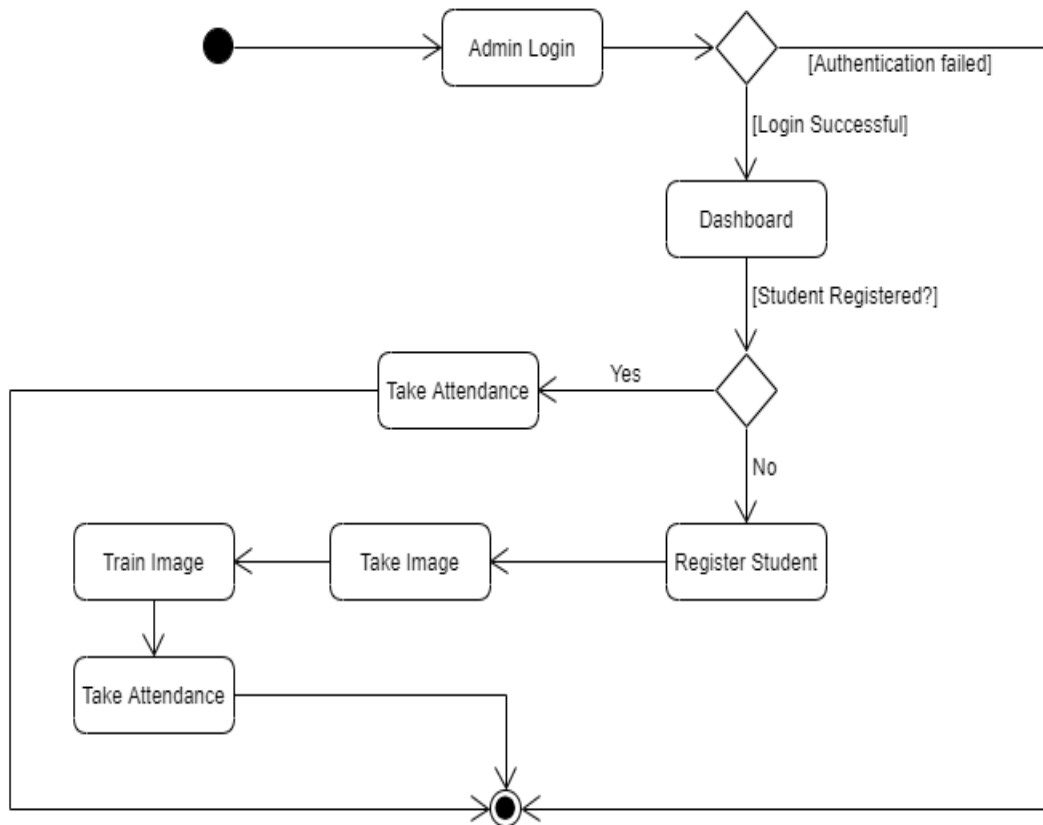 Admin Login
[Authentication failed]
[Login Successful]
Dashboard
[Student Registered?]
Yes
Take Attendance
No
Train Image
Take Image
Register Student
Take Attendance